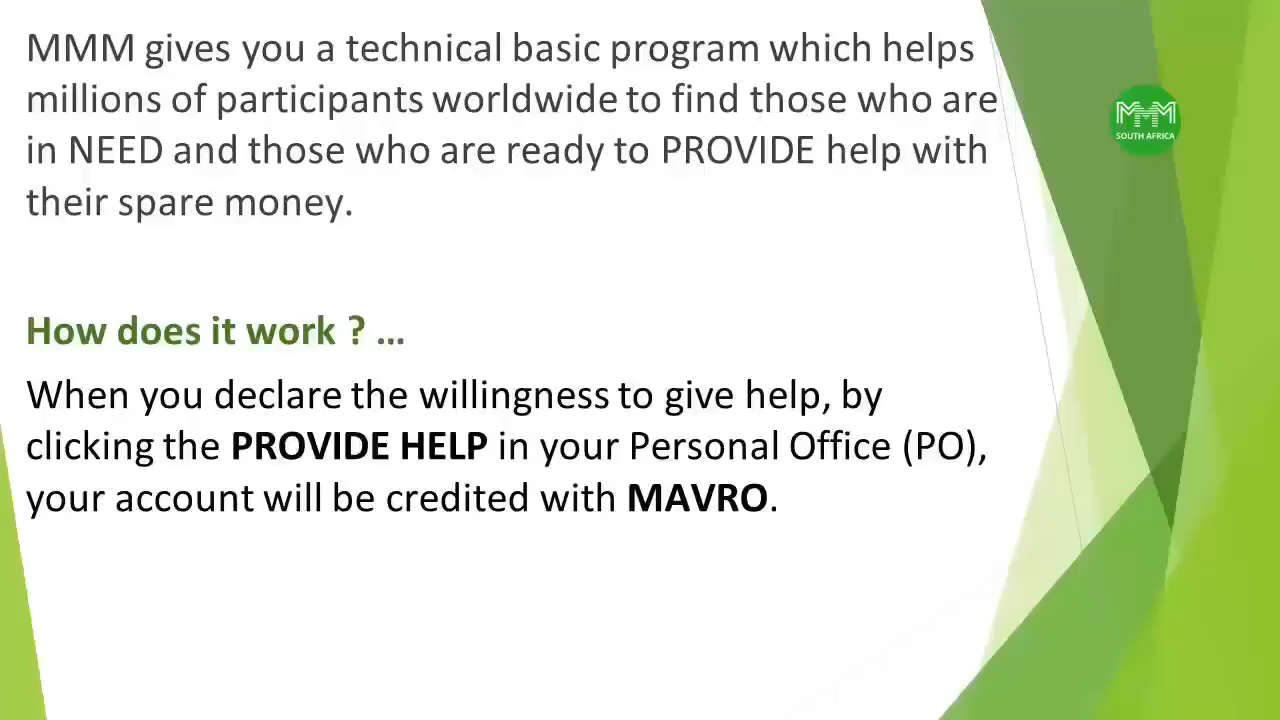 MMM gives you a technical basic program which helps
millions of participants worldwide to find those who are
in NEED and those who are ready to PROVIDE help with
their spare money.
MMM
SOUTH AFRICA
How does it work ? ...
When you declare the willingness to give help, by
clicking the PROVIDE HELP in your Personal Office (PO),
your account will be credited with MAVRO.